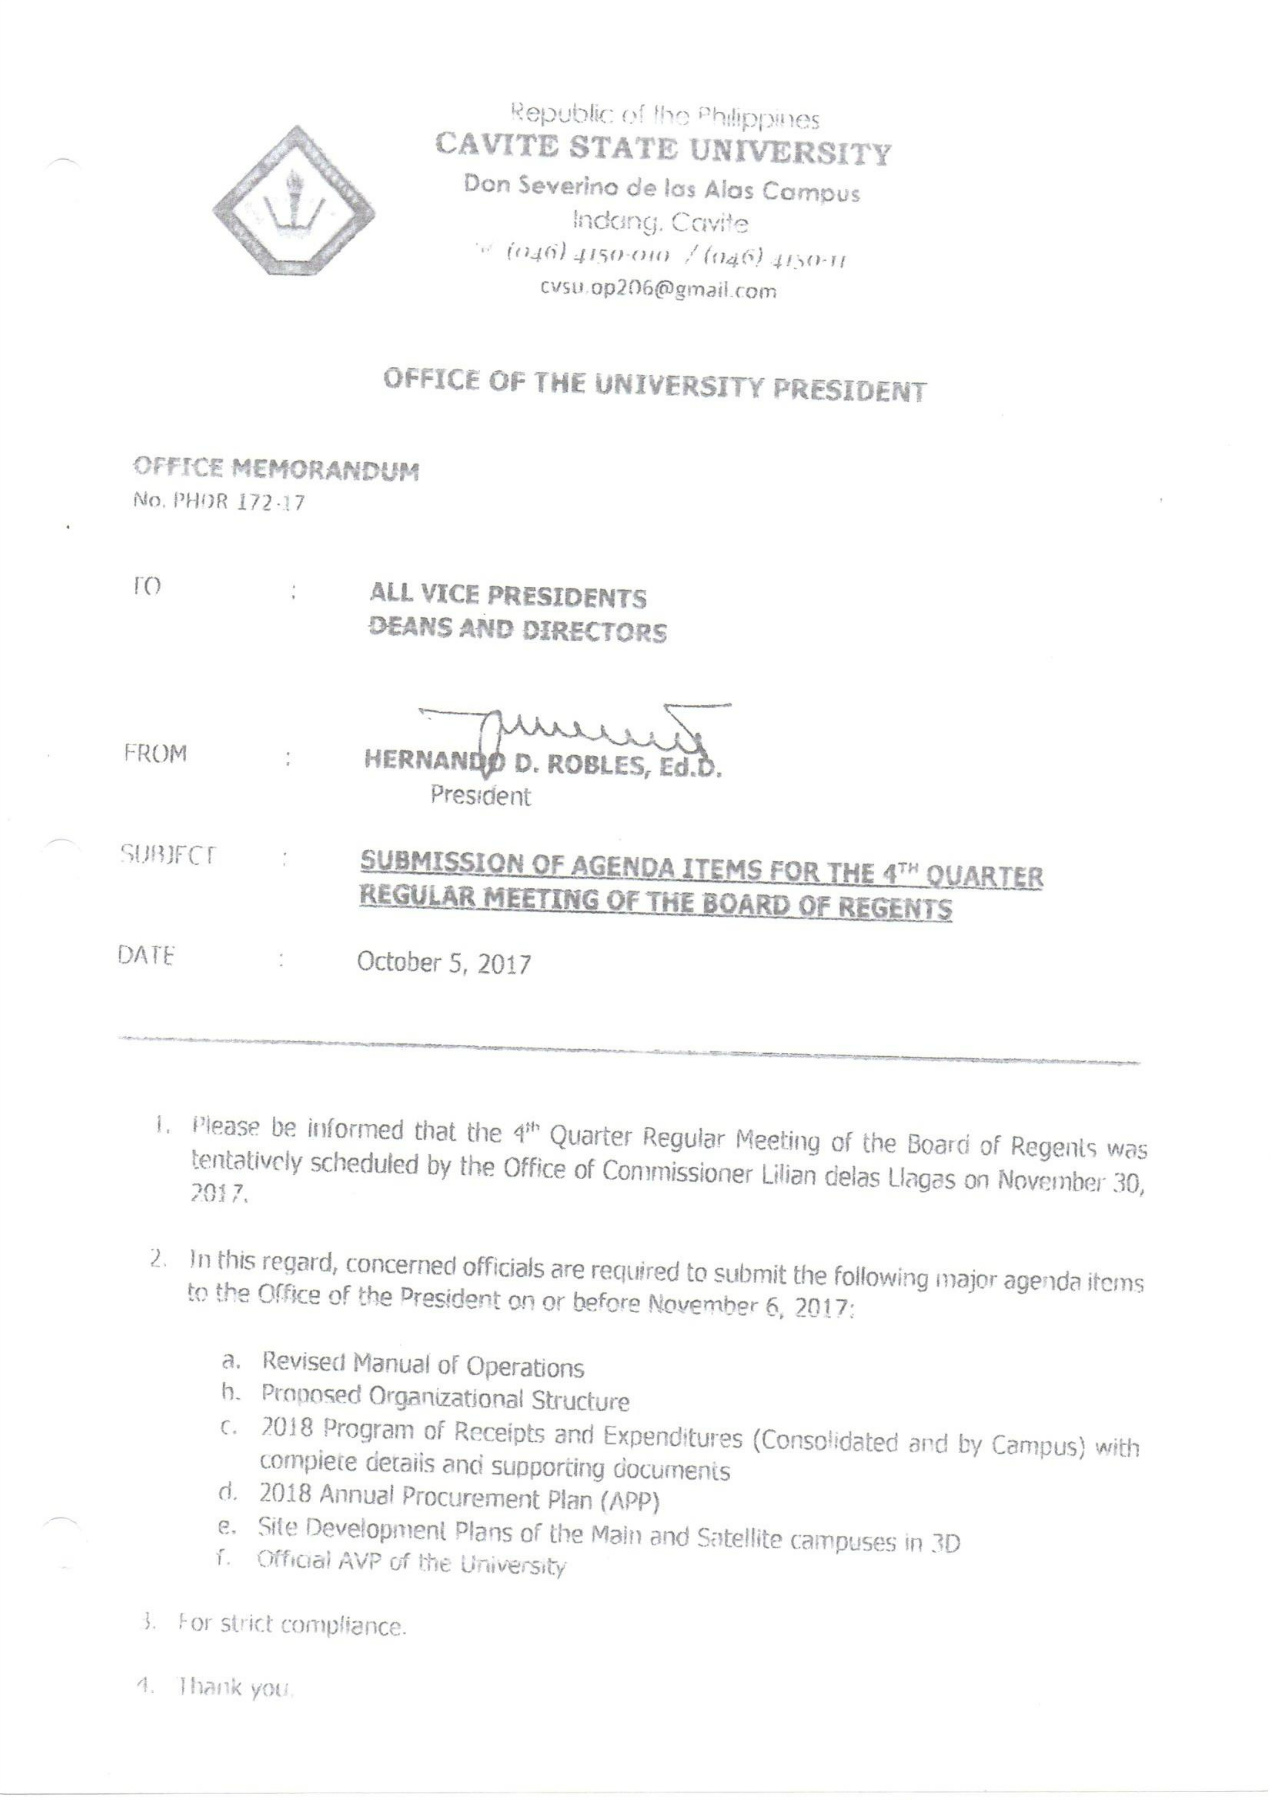 Republic of the Philippines
CAVITE STATE UNIVERSITY
Don Severino de las Alas Campus
Indang, Cavite
(046) 4150-010 / (046) 4150-11
cvsu.op206@gmail.com
OFFICE OF THE UNIVERSITY PRESIDENT
OFFICE MEMORANDUM
No. PHDR 172-17
TO : ALL VICE PRESIDENTS
DEANS AND DIRECTORS
FROM : HERNANDO D. ROBLES, Ed.D.
President
SUBJECT : SUBMISSION OF AGENDA ITEMS FOR THE 4TH QUARTER
REGULAR MEETING OF THE BOARD OF REGENTS
DATE : October 5, 2017
1. Please be informed that the 4th Quarter Regular Meeting of the Board of Regents was
tentatively scheduled by the Office of Commissioner Lilian delas Llagas on November 30,
2017.
2. In this regard, concerned officials are required to submit the following major agenda items
to the Office of the President on or before November 6, 2017:
a. Revised Manual of Operations
b. Proposed Organizational Structure
c. 2018 Program of Receipts and Expenditures (Consolidated and by Campus) with
complete details and supporting documents
d. 2018 Annual Procurement Plan (APP)
e. Site Development Plans of the Main and Satellite campuses in 3D
f. Official AVP of the University
3. For strict compliance.
4. Thank you.